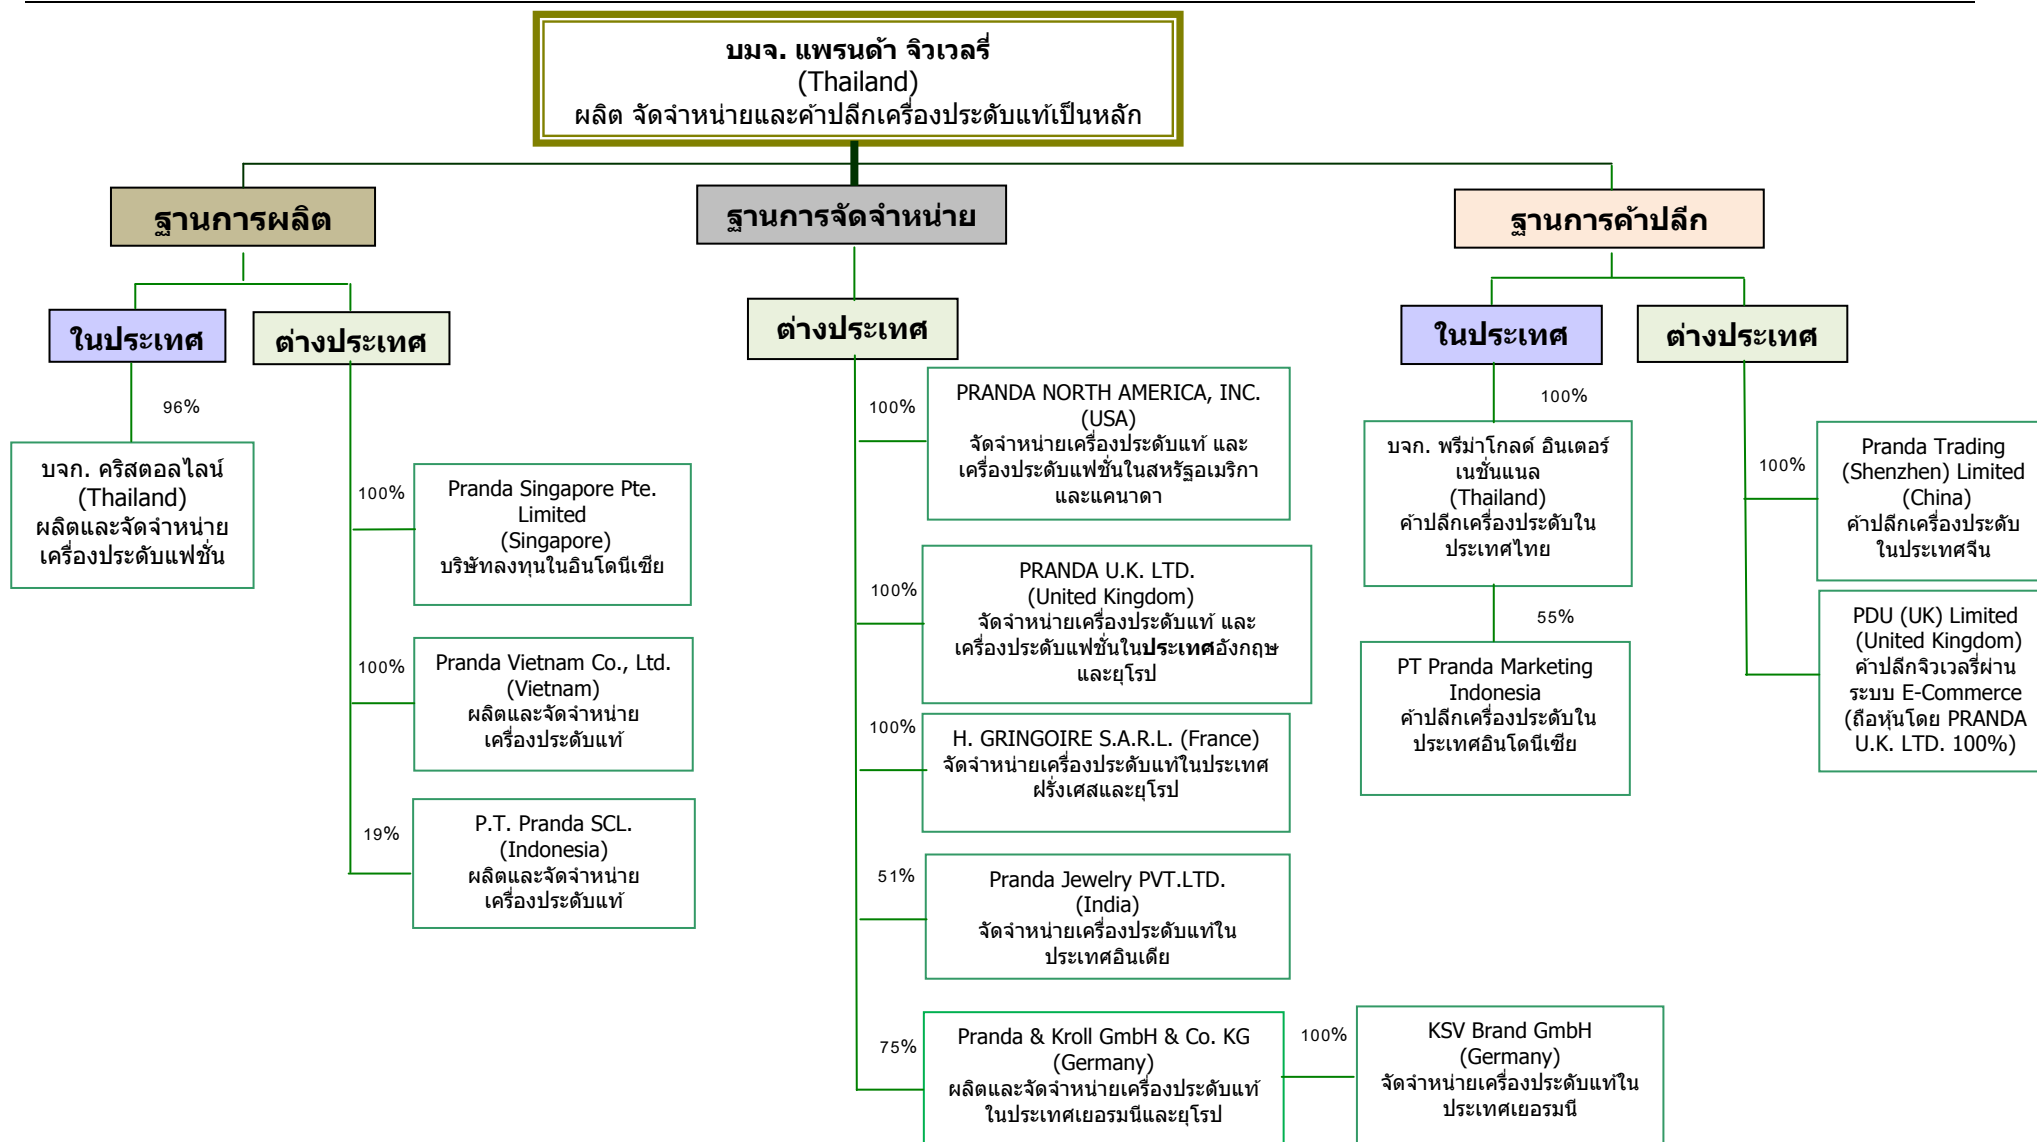 บมจ. แพรนด้า จิวเวลรี่
(Thailand)
ผลิต จัดจำหน่ายและค้าปลีกเครื่องประดับแท้เป็นหลัก
ฐานการผลิต
ในประเทศ
96%
บจก. คริสตอลไลน์
(Thailand)
ผลิตและจัดจำหน่าย
เครื่องประดับแฟชั่น
ต่างประเทศ
100%
Pranda Singapore Pte.
Limited
(Singapore)
บริษัทลงทุนในอินโดนีเซีย
100%
Pranda Vietnam Co., Ltd.
(Vietnam)
ผลิตและจัดจำหน่าย
เครื่องประดับแท้
19%
P.T. Pranda SCL.
(Indonesia)
ผลิตและจัดจำหน่าย
เครื่องประดับแท้
ฐานการจัดจำหน่าย
ต่างประเทศ
100%
PRANDA NORTH AMERICA, INC.
(USA)
จัดจำหน่ายเครื่องประดับแท้ และ
เครื่องประดับแฟชั่นในสหรัฐอเมริกา
และแคนาดา
100%
PRANDA U.K. LTD.
(United Kingdom)
จัดจำหน่ายเครื่องประดับแท้ และ
เครื่องประดับแฟชั่นในประเทศอังกฤษ
และยุโรป
100%
H. GRINGOIRE S.A.R.L. (France)
จัดจำหน่ายเครื่องประดับแท้ในประเทศ
ฝรั่งเศสและยุโรป
51%
Pranda Jewelry PVT.LTD.
(India)
จัดจำหน่ายเครื่องประดับแท้ใน
ประเทศอินเดีย
75%
Pranda & Kroll GmbH & Co. KG
(Germany)
ผลิตและจัดจำหน่ายเครื่องประดับแท้
ในประเทศเยอรมนีและยุโรป
100%
KSV Brand GmbH
(Germany)
จัดจำหน่ายเครื่องประดับแท้ใน
ประเทศเยอรมนี
ฐานการค้าปลีก
ในประเทศ
100%
บจก. พรีม่าโกลด์ อินเตอร์
เนชั่นแนล
(Thailand)
ค้าปลีกเครื่องประดับใน
ประเทศไทย
55%
PT Pranda Marketing
Indonesia
ค้าปลีกเครื่องประดับใน
ประเทศอินโดนีเซีย
ต่างประเทศ
100%
Pranda Trading
(Shenzhen) Limited
(China)
ค้าปลีกเครื่องประดับ
ในประเทศจีน
PDU (UK) Limited
(United Kingdom)
ค้าปลีกจิวเวลรี่ผ่าน
ระบบ E-Commerce
(ถือหุ้นโดย PRANDA
U.K. LTD. 100%)